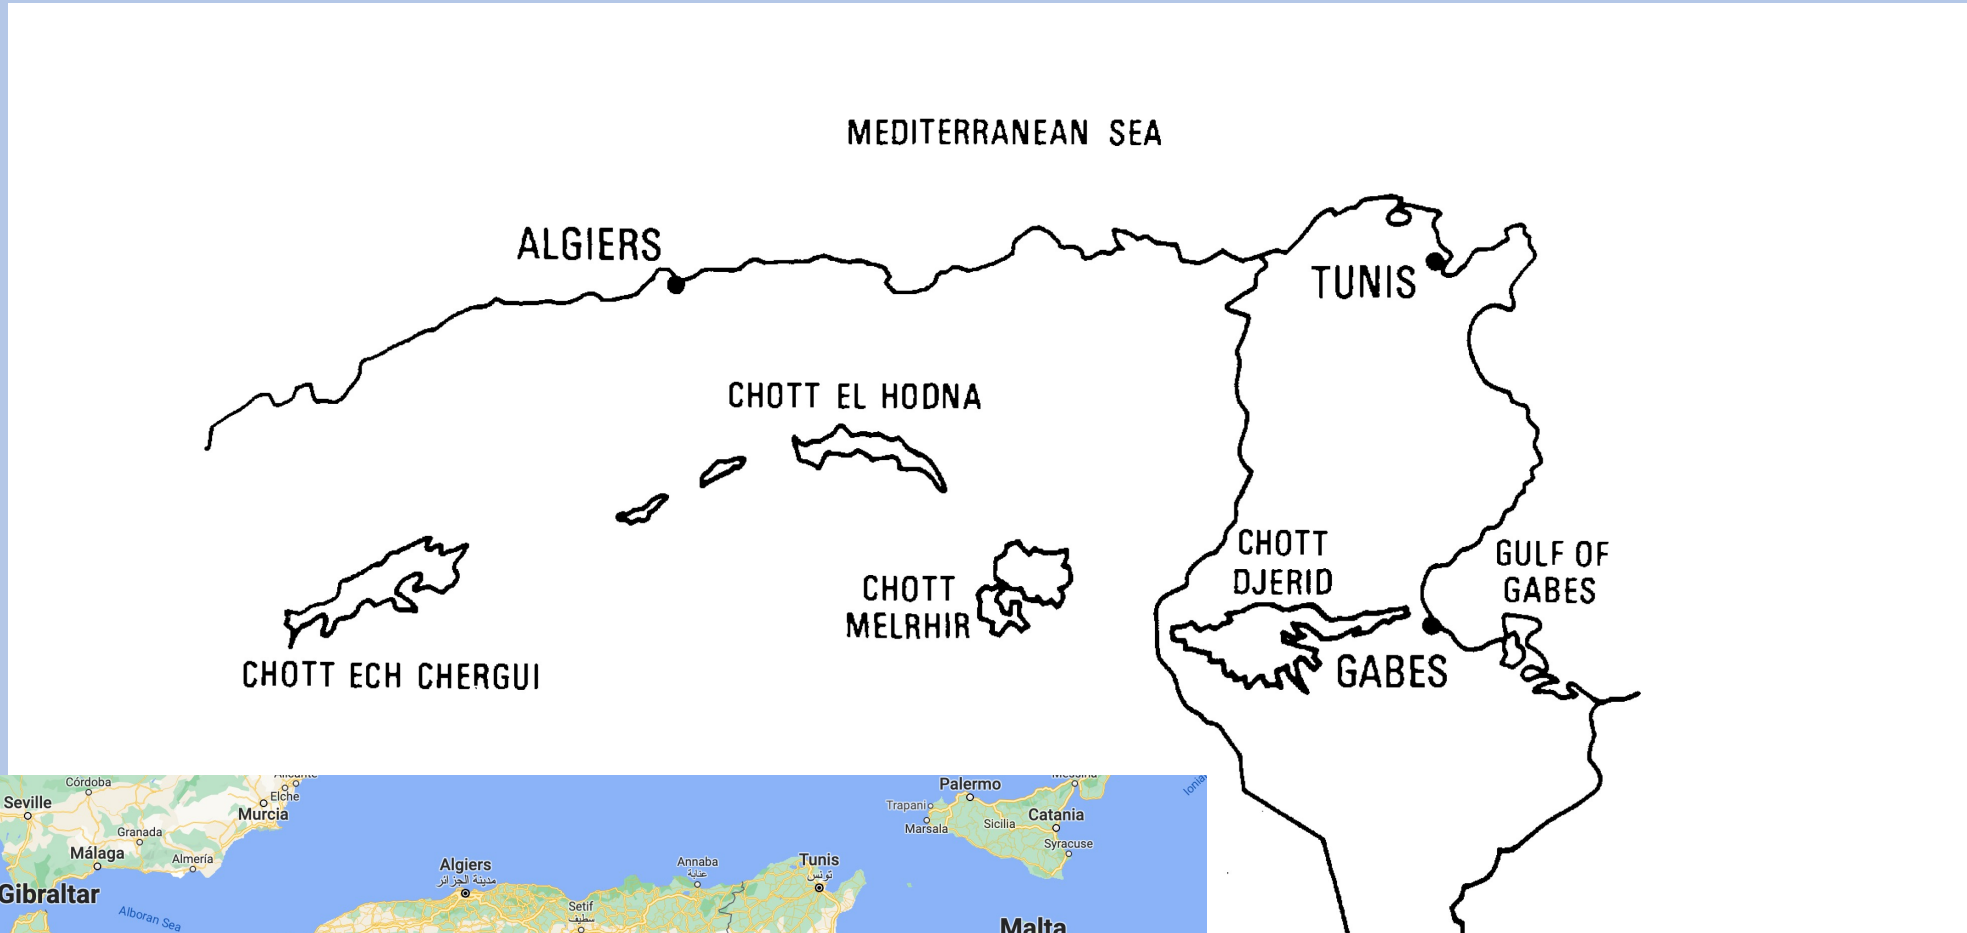 MEDITERRANEAN SEA
ALGIERS
TUNIS
CHOTT EL HODNA
CHOTT
DJERID
GULF OF
GABES
CHOTT
MELRHIR
GABES
CHOTT ECH CHERGUI
Córdoba
Seville
Elche
Murcia
Granada
Málaga
Almería
Gibraltar
Alboran Sea
Algiers
مدينة الجزائر
Annaba
عنابة
Tunis
تونس
Setif
سطيف
Palermo
Trapani
Marsala
Sicilia
Catania
Syracuse
Malta